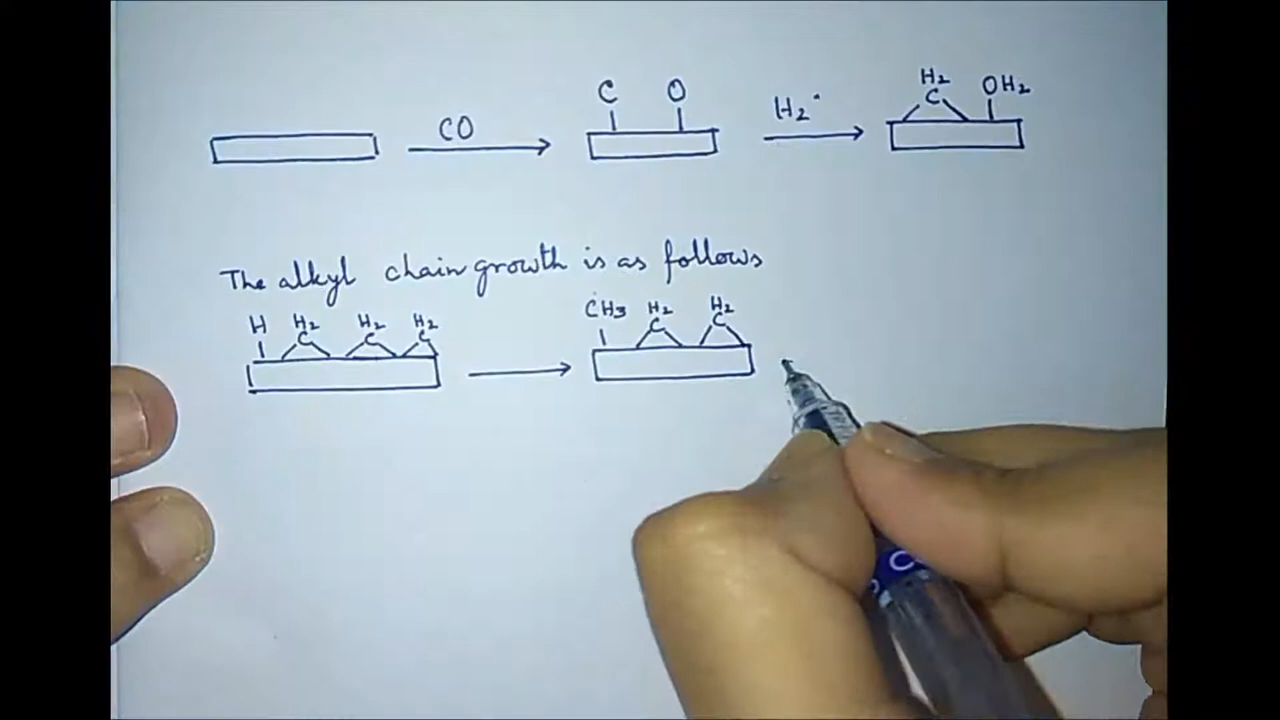 CO
C O
H2
H2
C
OH2
The alkyl chain growth is as follows
H H2 H2 H2
C C C
CH3 H2 H2
C C
C